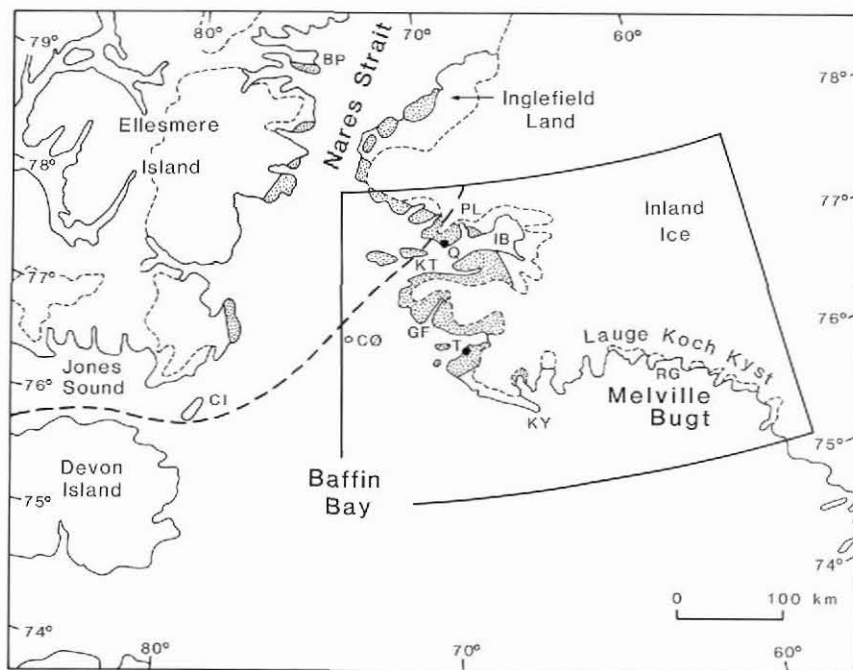 80°
70°
60°
79°
BP
Nares Strait
78°
Inglefield
Land
Ellesmere
Island
78°
77°
PL
Inland
Ice
IB
Q
KT
77°
76°
GF
CØ
T
Lauge Koch Kyst
RG
Jones
Sound
76°
CI
Melville
Bugt
KY
75°
Devon
Island
Baffin
Bay
75°
74°
0 100 km
74°
80°
70°
60°